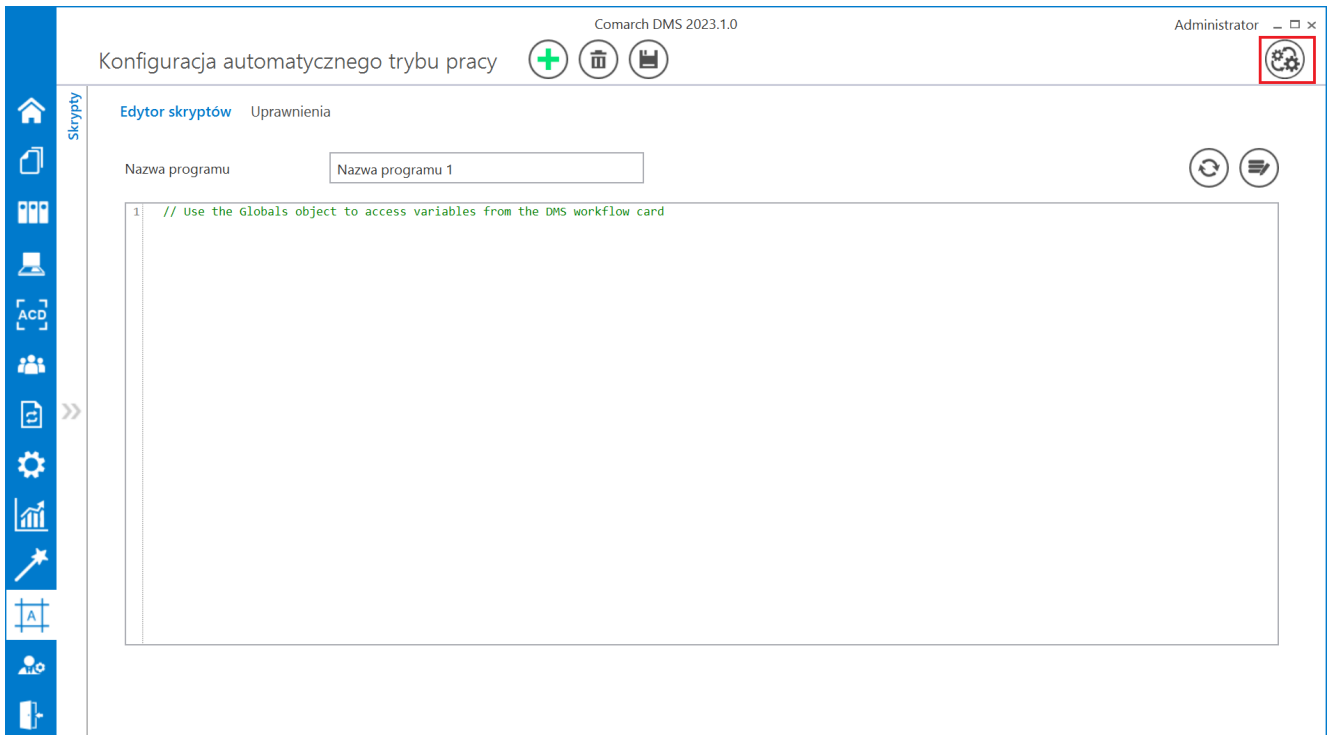 Comarch DMS 2023.1.0
Administrator
Konfiguracja automatycznego trybu pracy
Skrypty
Edytor skryptów Uprawnienia
Nazwa programu Nazwa programu 1
1 // Use the Globals object to access variables from the DMS workflow card
ACD
A